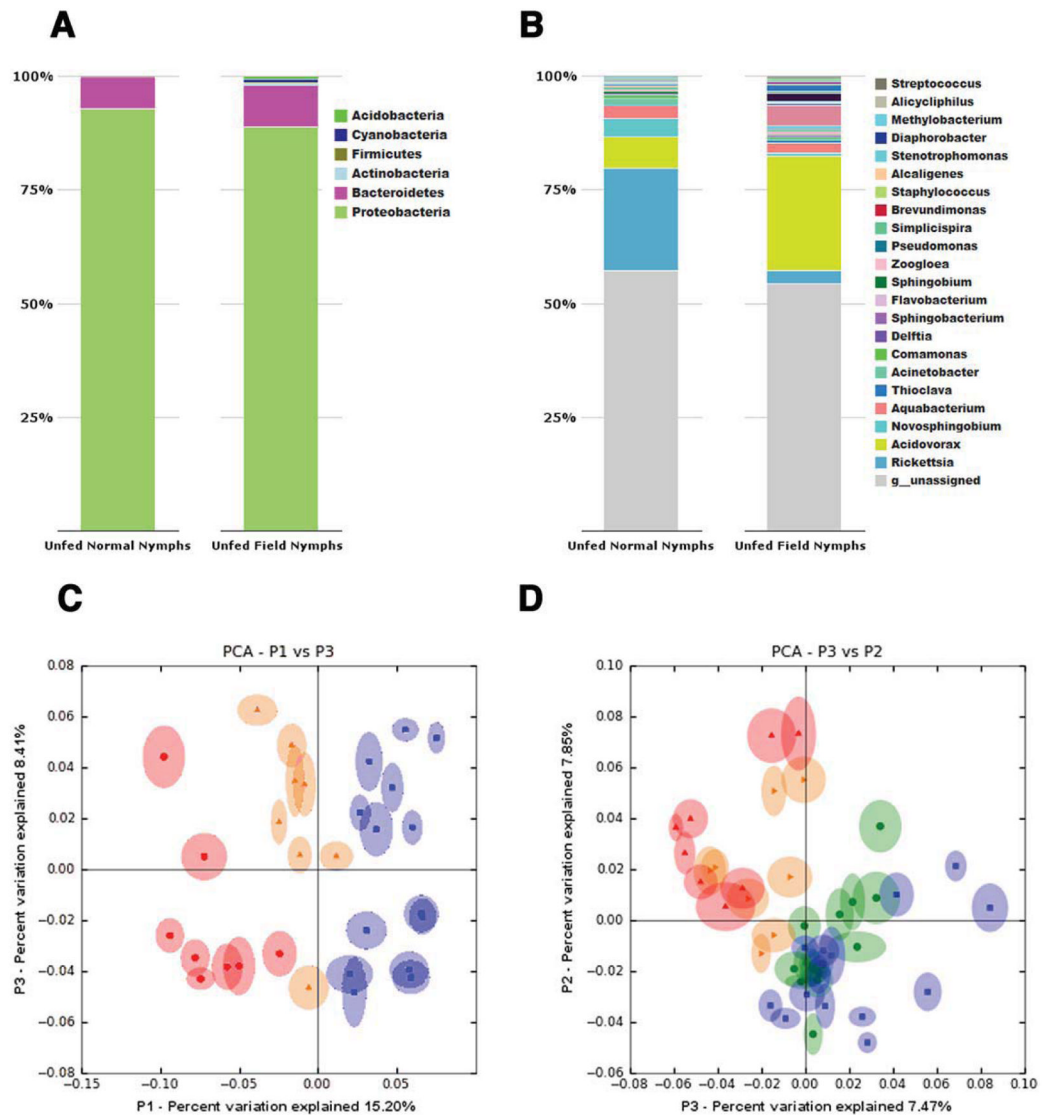 A
B
100%
75%
50%
25%
Unfed Normal Nymphs
Unfed Field Nymphs
Acidobacteria
Cyanobacteria
Firmicutes
Actinobacteria
Bacteroidetes
Proteobacteria
100%
75%
50%
25%
Unfed Normal Nymphs
Unfed Field Nymphs
Streptococcus
Alicycliphilus
Methylobacterium
Diaphorobacter
Stenotrophomonas
Alcaligenes
Staphylococcus
Brevundimonas
Simplicispira
Pseudomonas
Zoogloea
Sphingobium
Flavobacterium
Sphingobacterium
Delftia
Comamonas
Acinetobacter
Thioclava
Aquabacterium
Novosphingobium
Acidovorax
Rickettsia
g__unassigned
C
PCA - P1 vs P3
P3 - Percent variation explained 8.41%
0.08
0.06
0.04
0.02
0.00
−0.02
−0.04
−0.06
−0.08
−0.15
−0.10
−0.05
0.00
0.05
P1 - Percent variation explained 15.20%
D
PCA - P3 vs P2
P2 - Percent variation explained 7.85%
0.10
0.08
0.06
0.04
0.02
0.00
−0.02
−0.04
−0.06
−0.08
−0.06
−0.04
−0.02
0.00
0.02
0.04
0.06
0.08
0.10
P3 - Percent variation explained 7.47%